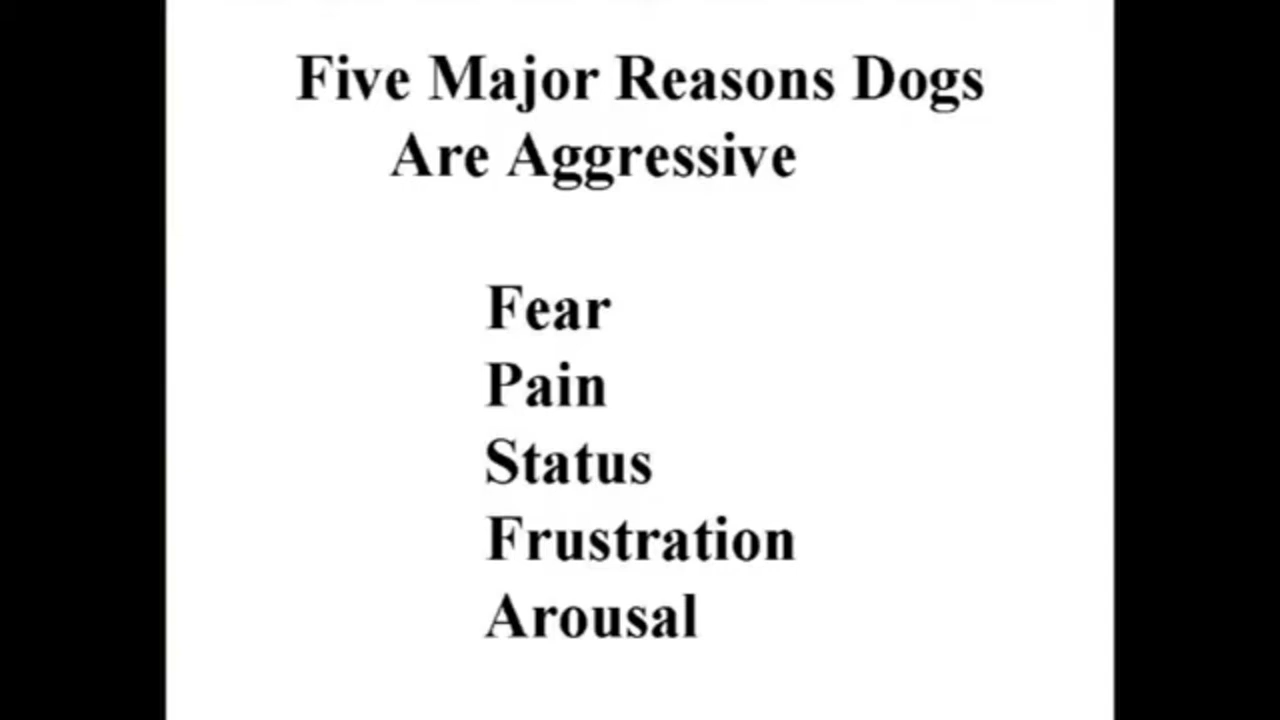 Five Major Reasons Dogs
Are Aggressive
Fear
Pain
Status
Frustration
Arousal